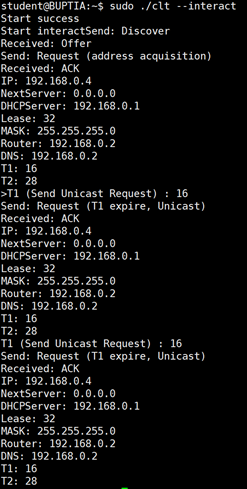 student@BUPTIA:~$ sudo ./clt --interact
Start success
Start interactSend: Discover
Received: Offer
Send: Request (address acquisition)
Received: ACK
IP: 192.168.0.4
NextServer: 0.0.0.0
DHCPServer: 192.168.0.1
Lease: 32
MASK: 255.255.255.0
Router: 192.168.0.2
DNS: 192.168.0.2
T1: 16
T2: 28
>T1 (Send Unicast Request) : 16
Send: Request (T1 expire, Unicast)
Received: ACK
IP: 192.168.0.4
NextServer: 0.0.0.0
DHCPServer: 192.168.0.1
Lease: 32
MASK: 255.255.255.0
Router: 192.168.0.2
DNS: 192.168.0.2
T1: 16
T2: 28
T1 (Send Unicast Request) : 16
Send: Request (T1 expire, Unicast)
Received: ACK
IP: 192.168.0.4
NextServer: 0.0.0.0
DHCPServer: 192.168.0.1
Lease: 32
MASK: 255.255.255.0
Router: 192.168.0.2
DNS: 192.168.0.2
T1: 16
T2: 28